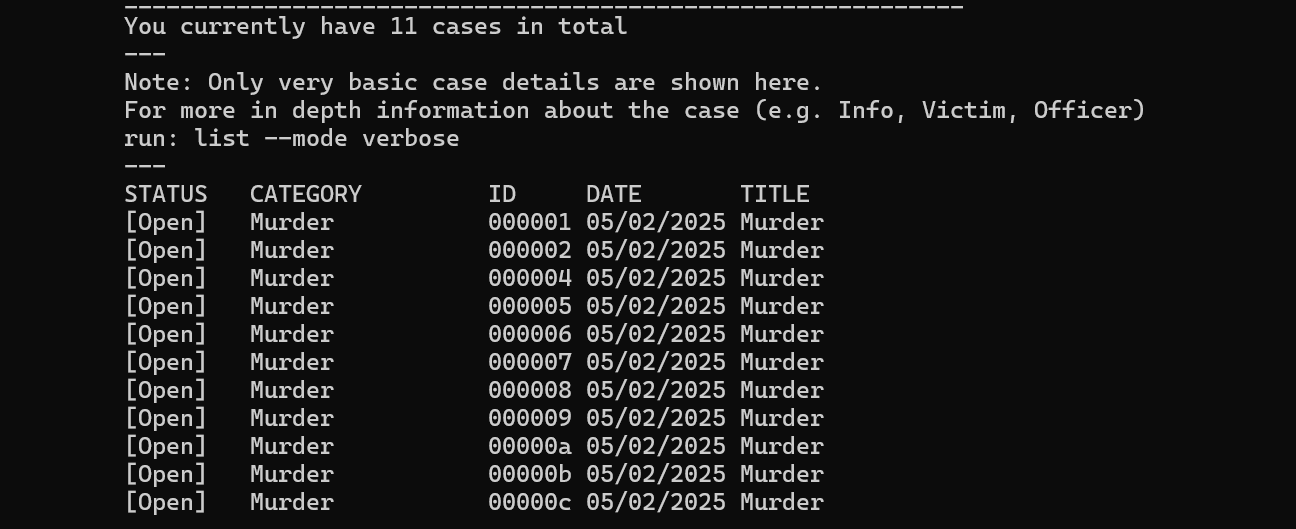 ____________________________________________________________
You currently have 11 cases in total
---
Note: Only very basic case details are shown here.
For more in depth information about the case (e.g. Info, Victim, Officer)
run: list --mode verbose
---
STATUS   CATEGORY         ID     DATE       TITLE
[Open]   Murder           000001 05/02/2025 Murder
[Open]   Murder           000002 05/02/2025 Murder
[Open]   Murder           000004 05/02/2025 Murder
[Open]   Murder           000005 05/02/2025 Murder
[Open]   Murder           000006 05/02/2025 Murder
[Open]   Murder           000007 05/02/2025 Murder
[Open]   Murder           000008 05/02/2025 Murder
[Open]   Murder           000009 05/02/2025 Murder
[Open]   Murder           00000a 05/02/2025 Murder
[Open]   Murder           00000b 05/02/2025 Murder
[Open]   Murder           00000c 05/02/2025 Murder